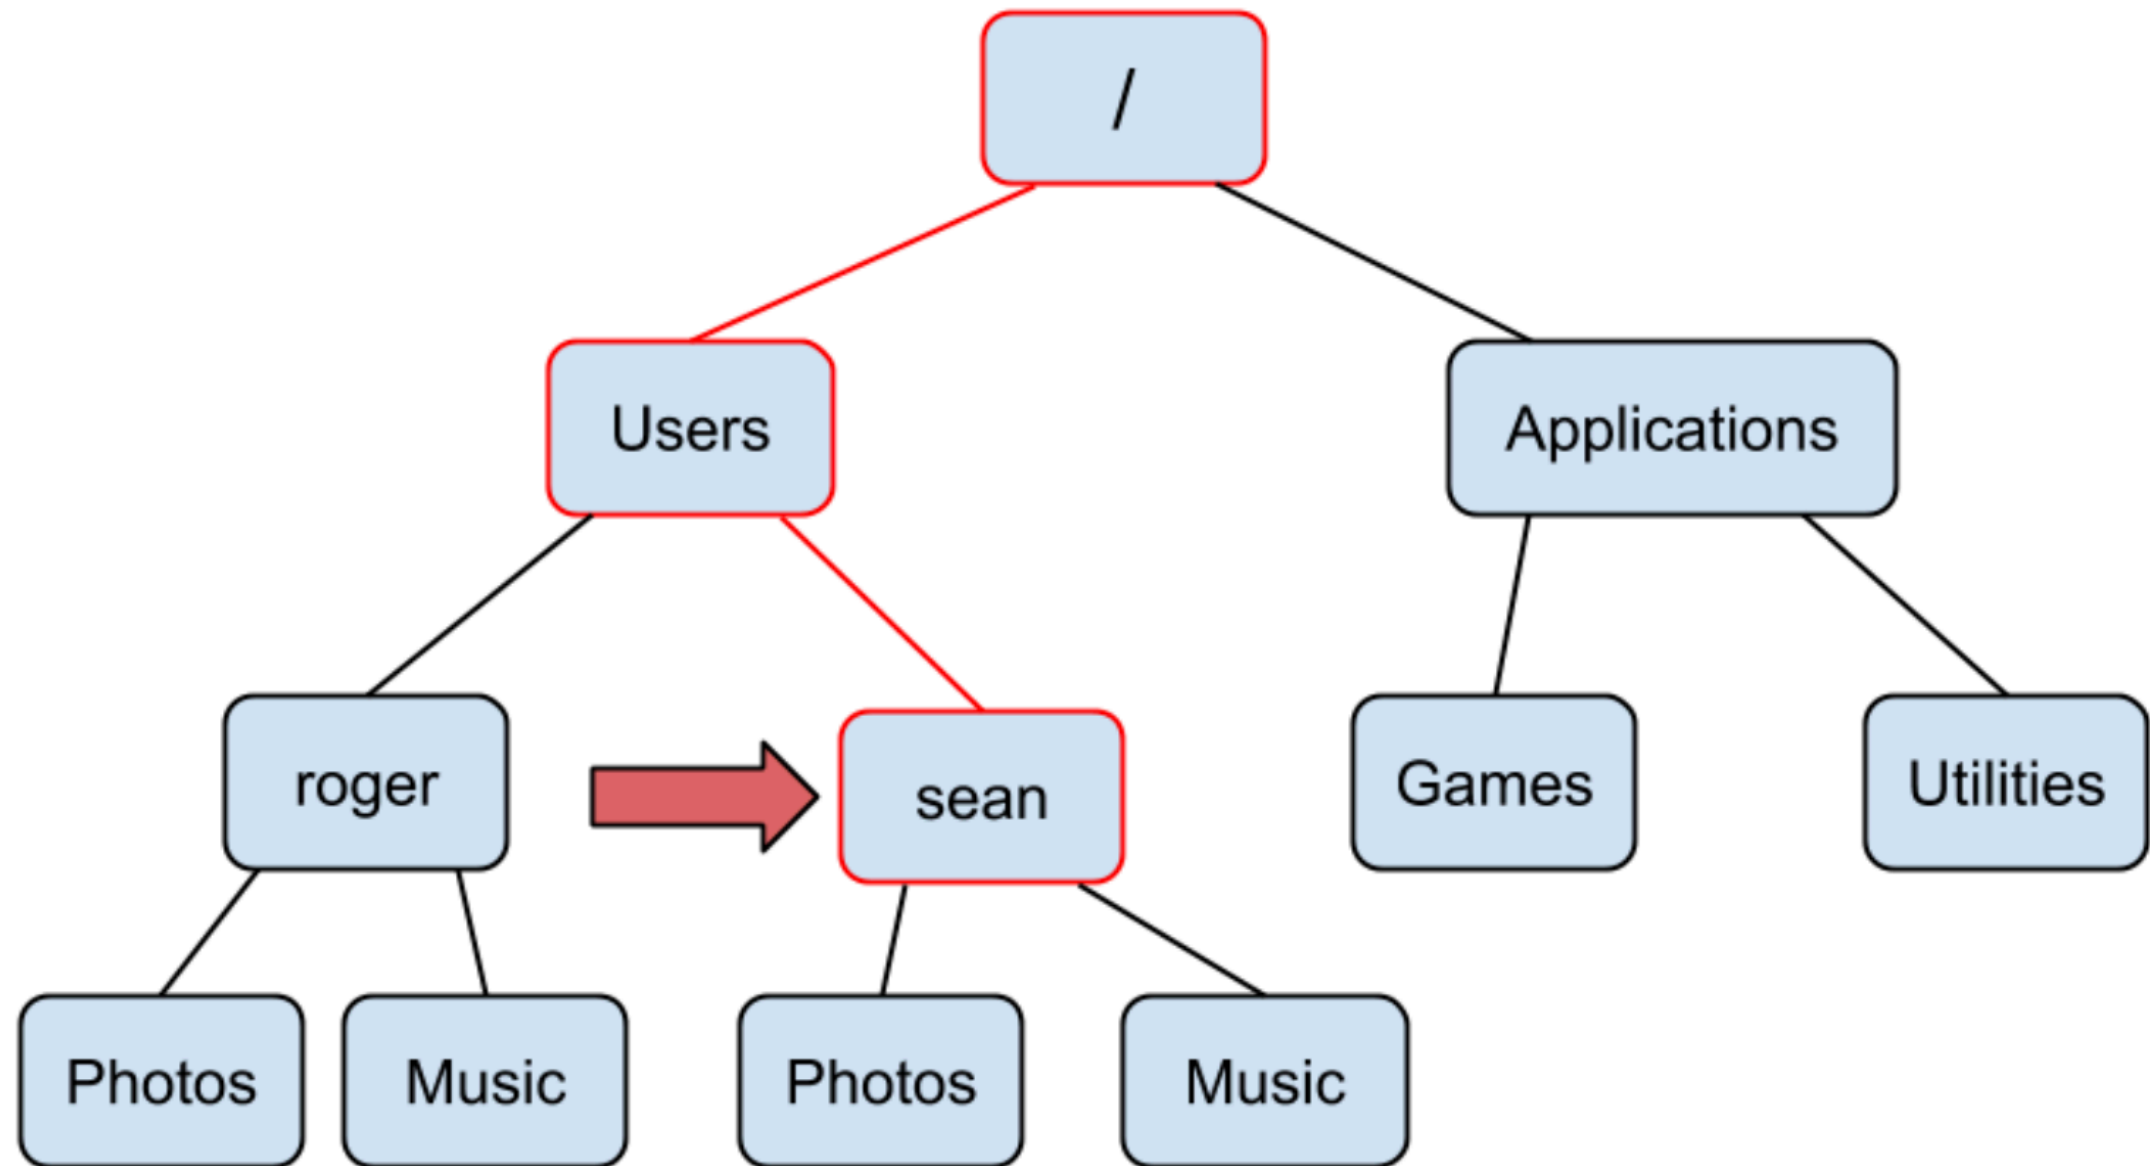 /
Users
Applications
roger
sean
Games
Utilities
Photos
Music
Photos
Music